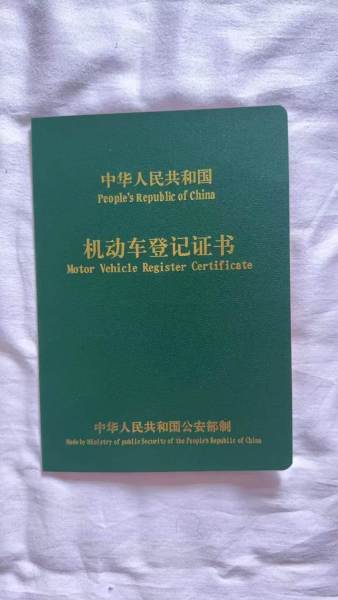 中华人民共和国
People's Republic of China
机动车登记证书
Motor Vehicle Register Certificate
中华人民共和国公安部制
Made by Ministry of public Security of the People's Republic of China